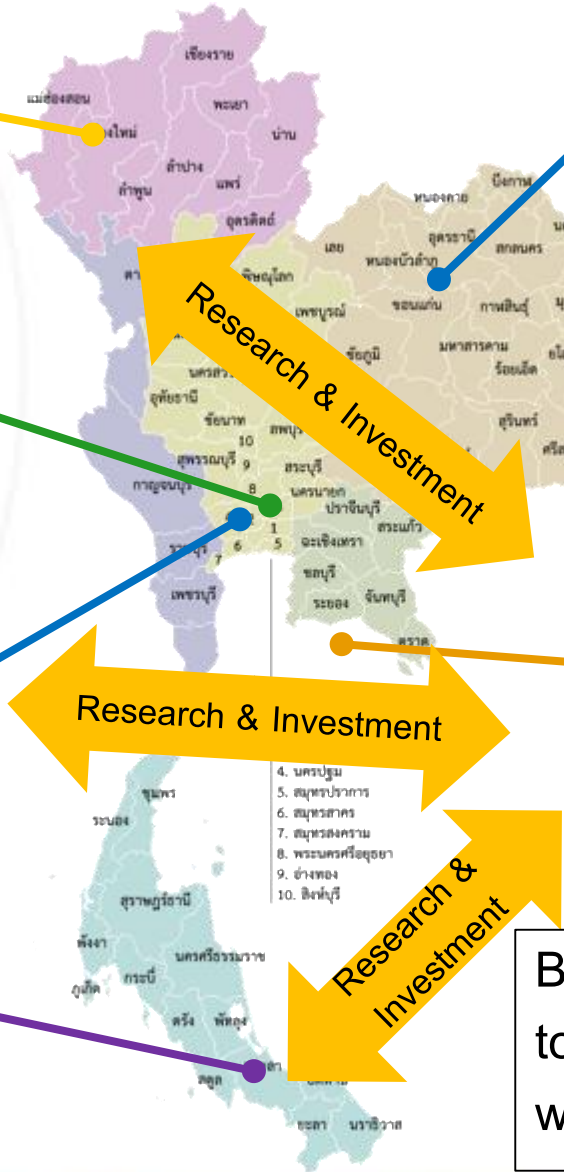 เชียงราย
แม่ฮ่องสอน
พะเยา
น่าน
ลำปาง
ลำพูน
แพร่
อุตรดิตถ์
บึงกาฬ
หนองคาย
เลย
อุดรธานี
สกลนคร
หนองบัวลำภู
เพชรบูรณ์
ขอนแก่น
กาฬสินธุ์
Research & Investment
ชัยภูมิ
มหาสารคาม
ร้อยเอ็ด
อุทัยธานี
สุรินทร์
ชัยนาท
10
สุพรรณบุรี
9
สระบุรี
กาญจนบุรี
8
นครนายก
ปราจีนบุรี
1
สระแก้ว
6
5
ฉะเชิงเทรา
7
ชลบุรี
เพชรบุรี
ระยอง
จันทบุรี
ตราด
Research & Investment
4. นครปฐม
5. สมุทรปราการ
6. สมุทรสาคร
7. สมุทรสงคราม
8. พระนครศรีอยุธยา
9. อ่างทอง
10. สิงห์บุรี
ชุมพร
ระนอง
Research &
Investment
สุราษฎร์ธานี
พังงา
นครศรีธรรมราช
กระบี่
ภูเก็ต
ตรัง
พัทลุง
สตูล
ยะลา
นราธิวาส